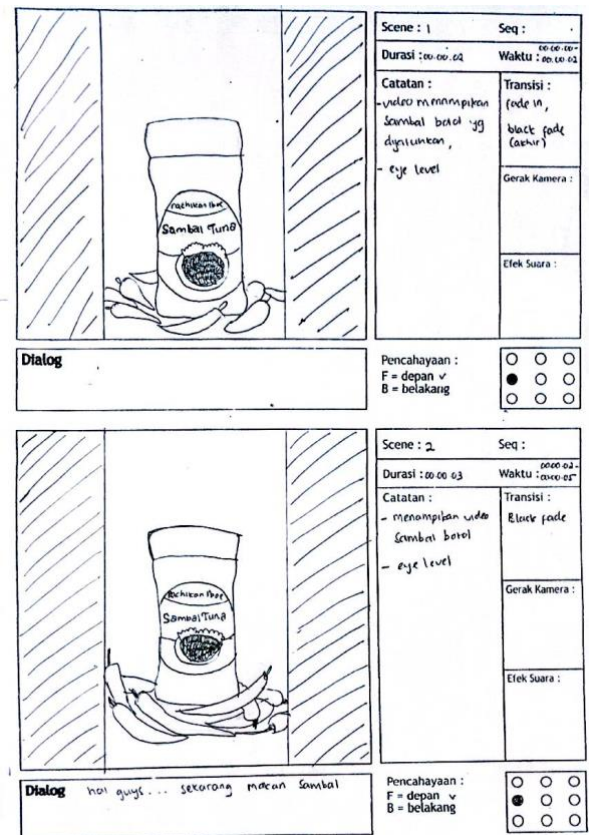 Scene : 1
Seq :
Durasi : 00.00.02
Waktu : 00.00.00-
00.00.02
Catatan :
- video menampilkan
Sambal botol yg
- eye level
Transisi :
fade in,
black fade
(akhir)
Gerak Kamera :
Efek Suara :
Sambal Tuna
Dialog
Pencahayaan :
F = depan v
B = belakang
Scene : 2
Seq :
Durasi : 00.00.03
Waktu : 00.00.02-
00.00.05
Catatan :
- menampilkan video
Sambal botol
- eye level
Transisi :
Black fade
Gerak Kamera :
Efek Suara :
Sambal Tuna
Dialog hai guys... sekarang makan sambal
Pencahayaan :
F = depan v
B = belakang